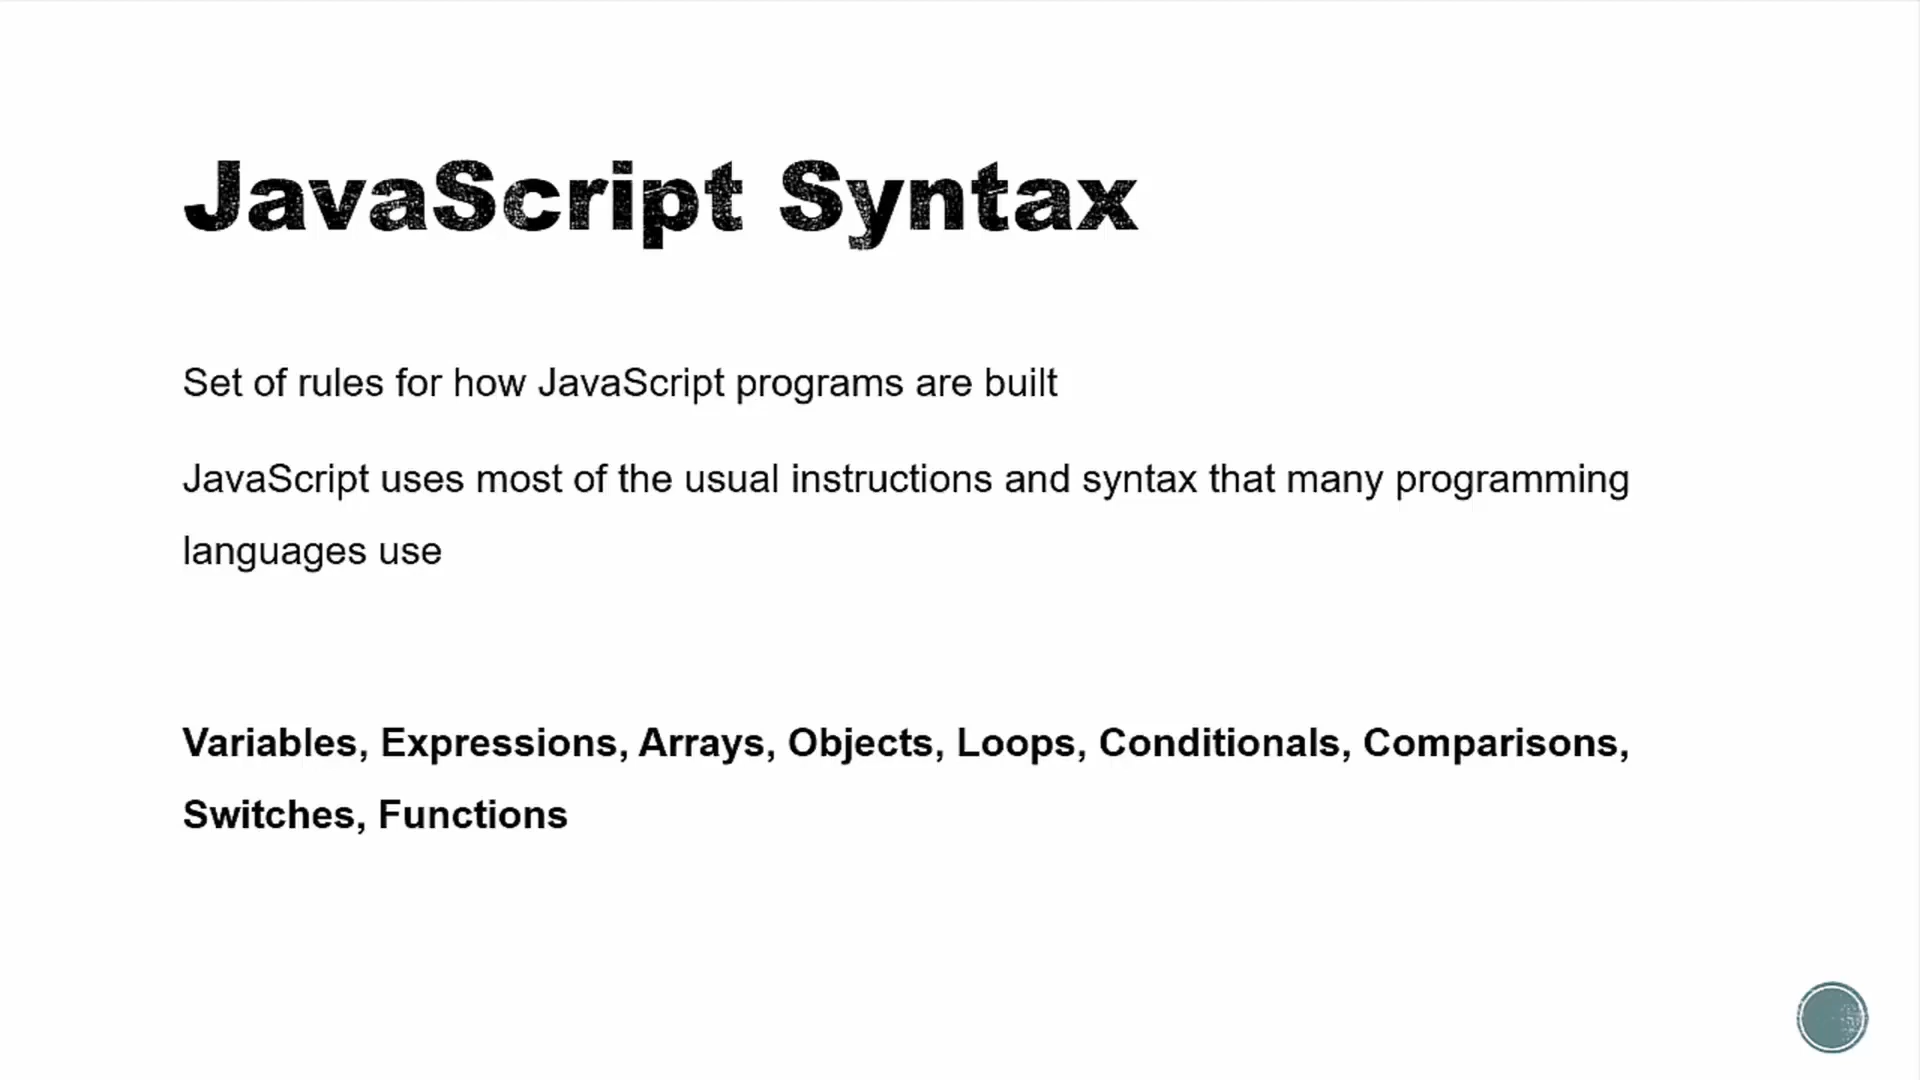 JavaScript Syntax
Set of rules for how JavaScript programs are built
JavaScript uses most of the usual instructions and syntax that many programming
languages use
Variables, Expressions, Arrays, Objects, Loops, Conditionals, Comparisons,
Switches, Functions